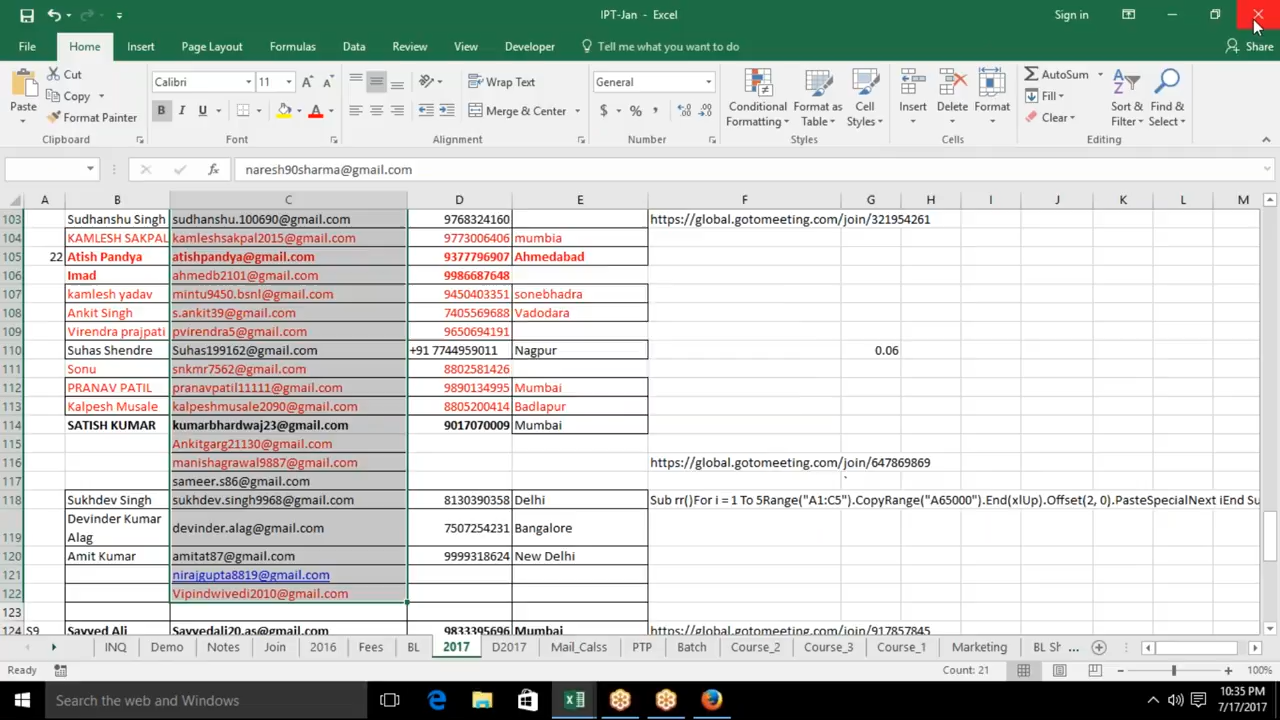 IPT-Jan - Excel
Sign in
File Home Insert Page Layout Formulas Data Review View Developer Tell me what you want to do Share
Paste Cut Copy Format Painter Clipboard
Calibri 11 B I U Font
Wrap Text Merge & Center Alignment
General $ % , Number
Conditional Formatting Format as Table Cell Styles Styles
Insert Delete Format Cells
AutoSum Fill Clear Sort & Filter Find & Select Editing
fx naresh90sharma@gmail.com
A B C D E F G H I J K L M
103 Sudhanshu Singh sudhanshu.100690@gmail.com 9768324160 https://global.gotomeeting.com/join/321954261
104 KAMLESH SAKPAL kamleshsakpal2015@gmail.com 9773006406 mumbia
105 22 Atish Pandya atishpandya@gmail.com 9377796907 Ahmedabad
106 Imad ahmedb2101@gmail.com 9986687648
107 kamlesh yadav mintu9450.bsnl@gmail.com 9450403351 sonebhadra
108 Ankit Singh s.ankit39@gmail.com 7405569688 Vadodara
109 Virendra prajpati pvirendra5@gmail.com 9650694191
110 Suhas Shendre Suhas199162@gmail.com +91 7744959011 Nagpur 0.06
111 Sonu snkmr7562@gmail.com 8802581426
112 PRANAV PATIL pranavpatil11111@gmail.com 9890134995 Mumbai
113 Kalpesh Musale kalpeshmusale2090@gmail.com 8805200414 Badlapur
114 SATISH KUMAR kumarbhardwaj23@gmail.com 9017070009 Mumbai
115 Ankitgarg21130@gmail.com
116 manishagrawal9887@gmail.com https://global.gotomeeting.com/join/647869869
117 sameer.s86@gmail.com `
118 Sukhdev Singh sukhdev.singh9968@gmail.com 8130390358 Delhi Sub rr()For i = 1 To 5Range("A1:C5").CopyRange("A65000").End(xlUp).Offset(2, 0).PasteSpecialNext iEnd Su
119 Devinder Kumar Alag devinder.alag@gmail.com 7507254231 Bangalore
120 Amit Kumar amitat87@gmail.com 9999318624 New Delhi
121 nirajgupta8819@gmail.com
122 Vipindwivedi2010@gmail.com
123
124 S9 Sayyed Ali Sayyedali20.as@gmail.com 9833395696 Mumbai https://global.gotomeeting.com/join/917857845
INQ Demo Notes Join 2016 Fees BL 2017 D2017 Mail_Calss PTP Batch Course_2 Course_3 Course_1 Marketing BL Sh ...
Ready Count: 21 100%
Search the web and Windows
10:35 PM
7/17/2017